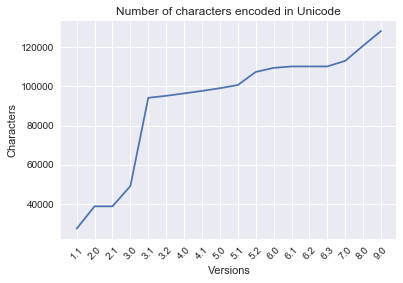 Number of characters encoded in Unicode
120000
100000
80000
60000
40000
Characters
1.1 2.0 2.1 3.0 3.1 3.2 4.0 4.1 5.0 5.1 5.2 6.0 6.1 6.2 6.3 7.0 8.0 9.0
Versions